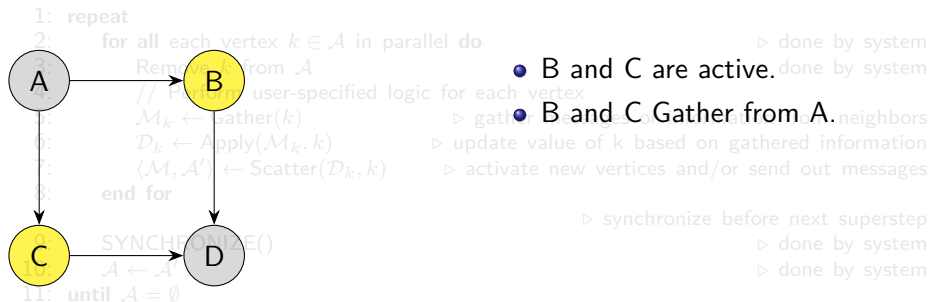 1: repeat
2: for all each vertex k ∈ A in parallel do ▷ done by system
3: Remove k from A ▷ done by system
4: // Perform user-specified logic for each vertex
5: M_k ← Gather(k) ▷ gather neighbors
6: D_k ← Apply(M_k, k) ▷ update value of k based on gathered information
7: ⟨M, A′⟩ ← Scatter(D_k, k) ▷ activate new vertices and/or send out messages
8: end for
▷ synchronize before next superstep
9: SYNCHRONIZE() ▷ done by system
10: A ← A′ ▷ done by system
11: until A = ∅
A
B
C
D
• B and C are active.
• B and C Gather from A.